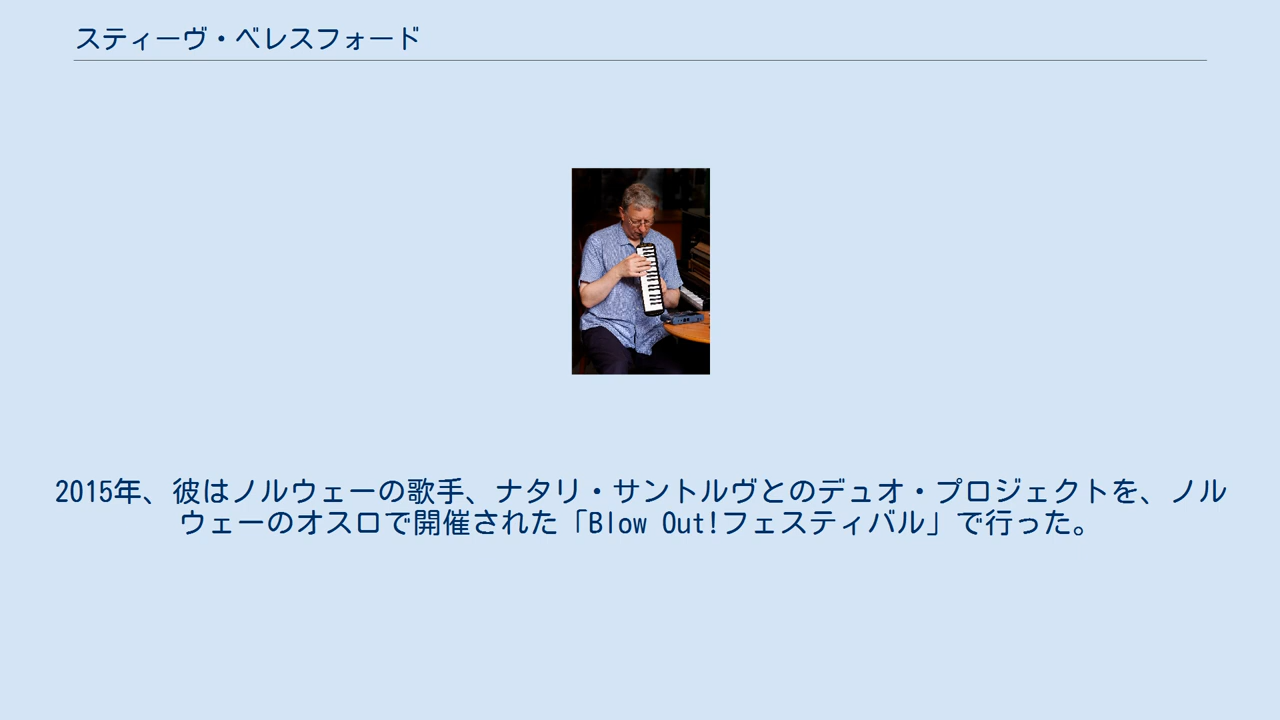 スティーヴ・ベレスフォード
2015年、彼はノルウェーの歌手、ナタリ・サントルヴとのデュオ・プロジェクトを、ノル
ウェーのオスロで開催された「Blow Out!フェスティバル」で行った。